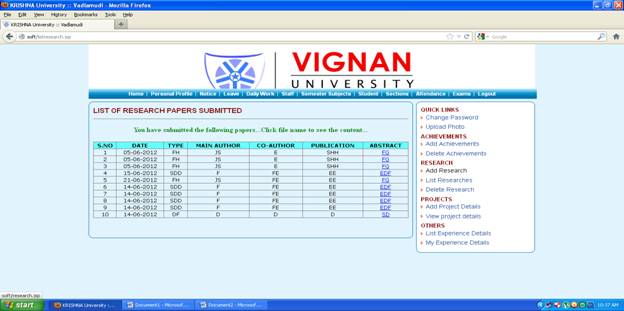 KRISHNA University :: Yadlamudi - Mozilla Firefox
File Edit View History Bookmarks Tools Help
KRISHNA University :: Yadlamudi
soft/listresearch.jsp
Google
VIGNAN
UNIVERSITY
Home | Personal Profile | Notice | Leave | Daily Work | Staff | Semester Subjects | Student | Sections | Attendance | Exams | Logout
LIST OF RESEARCH PAPERS SUBMITTED
You have submitted the following papers...Click file name to see the content...
S.NO DATE TYPE MAIN AUTHOR CO-AUTHOR PUBLICATION ABSTRACT
1 05-06-2012 FH JS E SHH FG
2 05-06-2012 FH JS E SHH FG
3 05-06-2012 FH JS E SHH FG
4 15-06-2012 SDD F FE EE EDF
5 21-06-2012 FH JS E SHH FG
6 14-06-2012 SDD F FE EE EDF
7 14-06-2012 SDD F FE EE EDF
8 14-06-2012 SDD F FE EE EDF
9 14-06-2012 SDD F FE EE EDF
10 14-06-2012 DF D D D SD
QUICK LINKS
Change Password
Upload Photo
ACHIEVEMENTS
Add Achievements
Delete Achievements
RESEARCH
Add Research
List Researches
Delete Research
PROJECTS
Add Project Details
View project details
OTHERS
List Experience Details
My Experience Details
soft/research.jsp
start
KRISHNA University ::...
Document1 - Microsof...
Document2 - Microsof...
10:37 AM